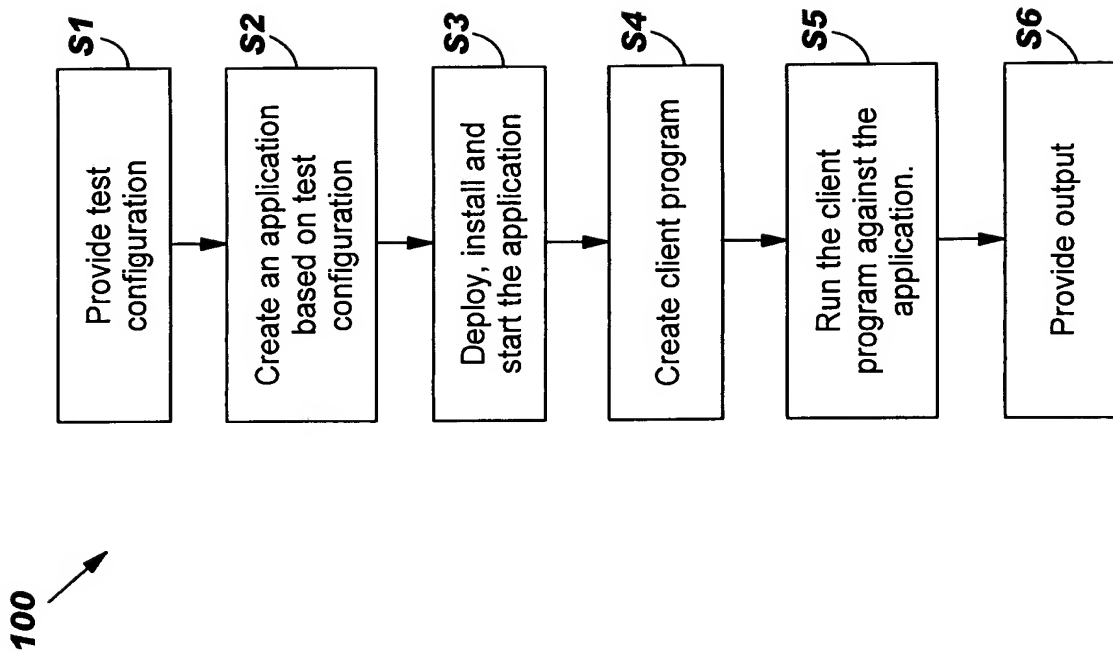 100
S1
Provide test
configuration
S2
Create an application
based on test
configuration
S3
Deploy, install and
start the application
S4
Create client program
S5
Run the client
program against the
application.
S6
Provide output